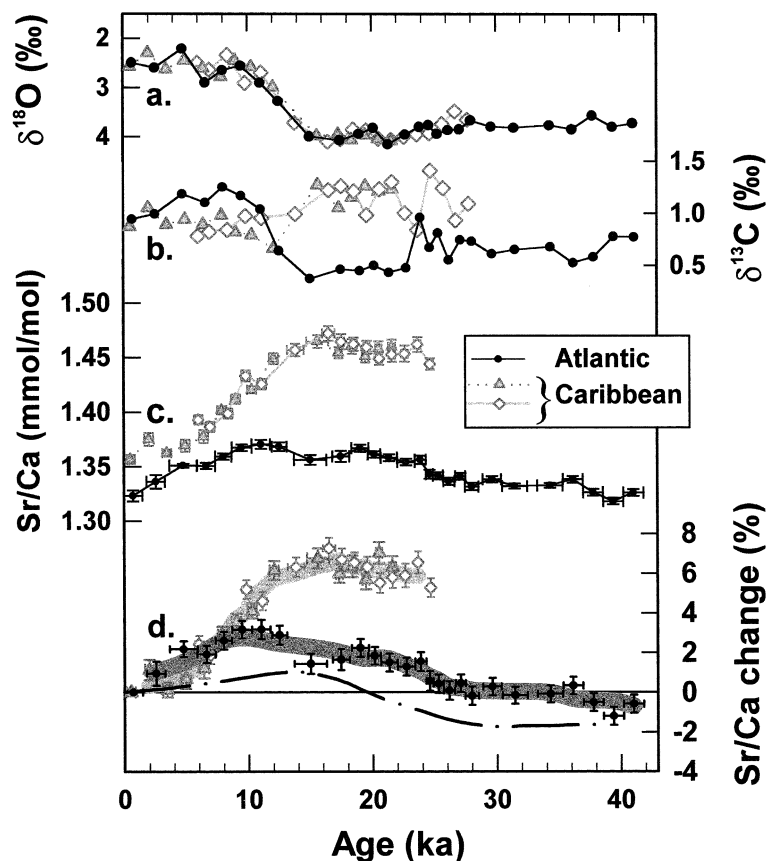 2
3
4
δ18O (‰)
a.
1.5
1.0
0.5
δ13C (‰)
b.
1.50
1.45
1.40
1.35
1.30
Sr/Ca (mmol/mol)
Atlantic
} Caribbean
c.
8
6
4
2
0
-2
-4
Sr/Ca change (%)
d.
0 10 20 30 40
Age (ka)